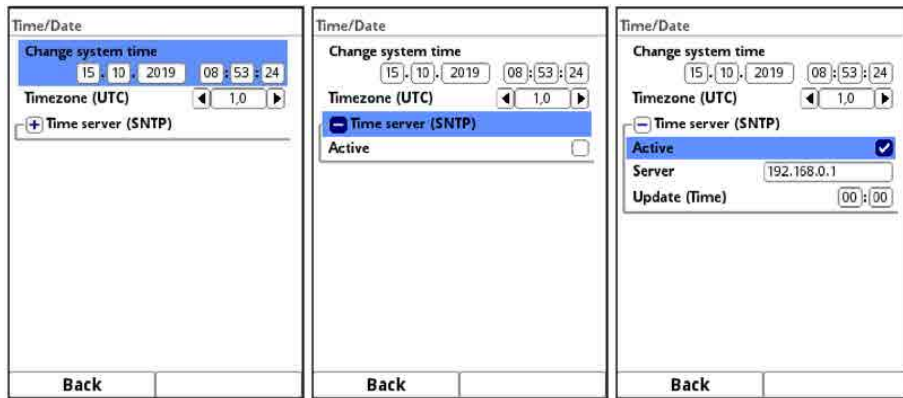 Time/Date
Change system time
15. 10. 2019 08:53:24
Timezone (UTC) 1,0
Time server (SNTP)
Back
Time/Date
Change system time
15. 10. 2019 08:53:24
Timezone (UTC) 1,0
Time server (SNTP)
Active
Back
Time/Date
Change system time
15. 10. 2019 08:53:24
Timezone (UTC) 1,0
Time server (SNTP)
Active
Server 192.168.0.1
Update (Time) 00:00